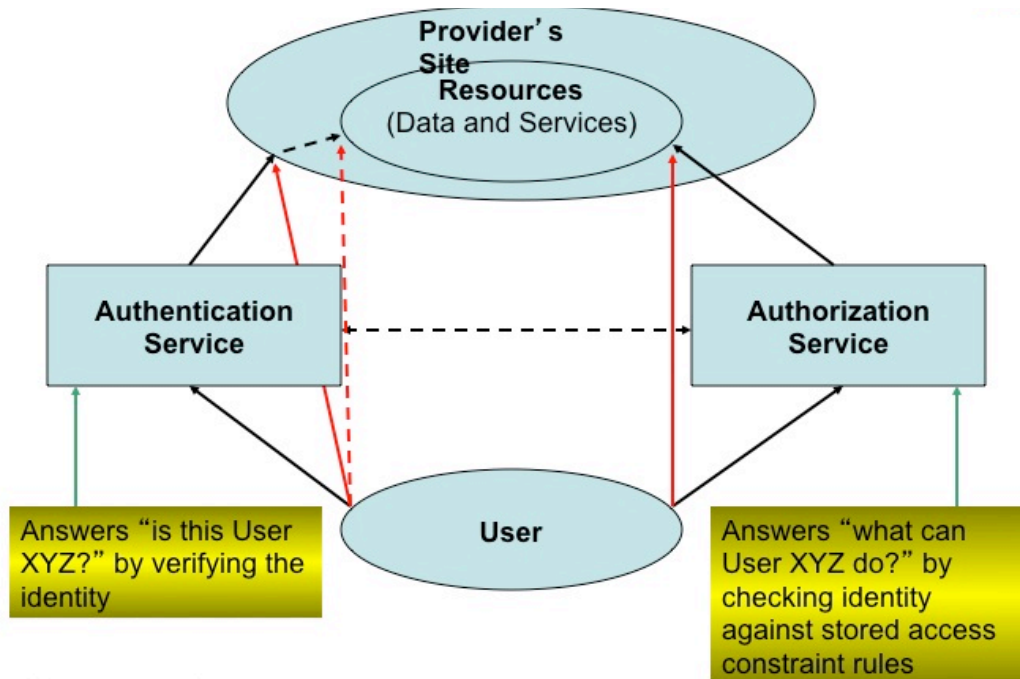 Provider’s
Site
Resources
(Data and Services)
Authentication
Service
Authorization
Service
User
Answers “is this User
XYZ?” by verifying the
identity
Answers “what can
User XYZ do?” by
checking identity
against stored access
constraint rules